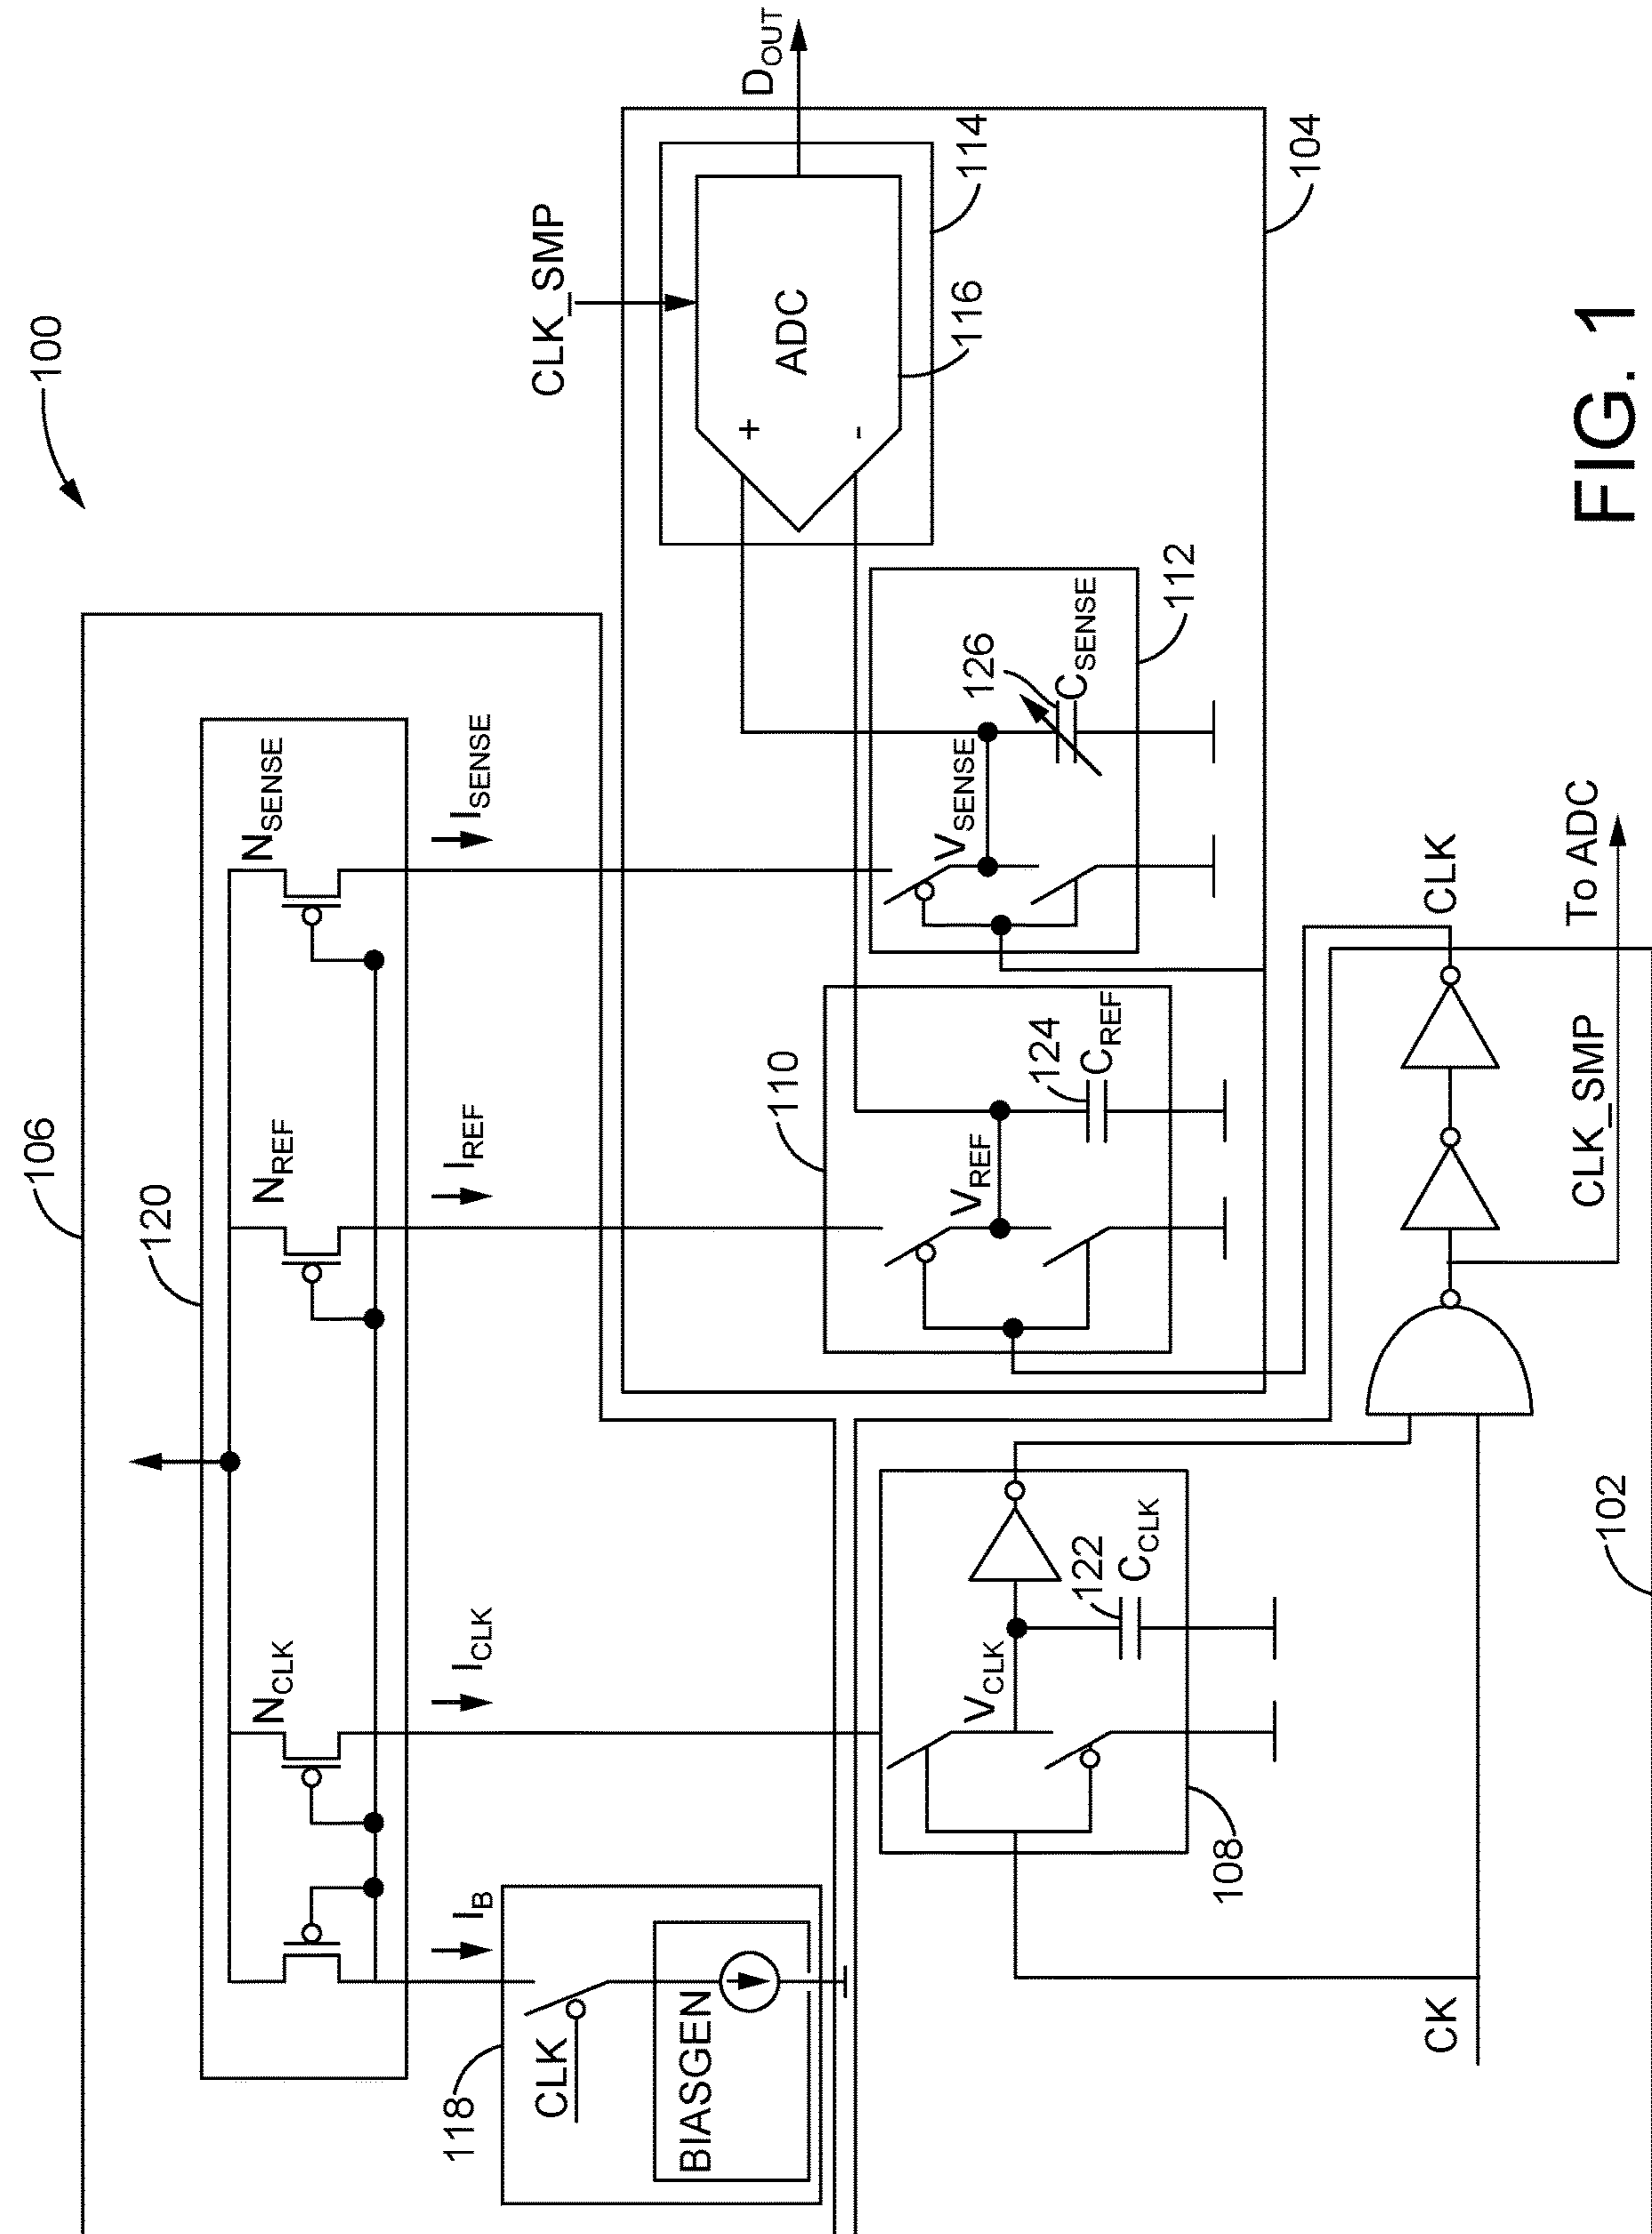 100
106
120
N_CLK
N_REF
N_SENSE
I_B
I_CLK
I_REF
I_SENSE
118
CLK
BIASGEN
CLK_SMP
D_OUT
ADC
+
-
116
114
110
V_REF
124
C_REF
V_SENSE
126
C_SENSE
112
104
V_CLK
122
C_CLK
108
CK
CLK
CLK_SMP
To ADC
102
FIG. 1